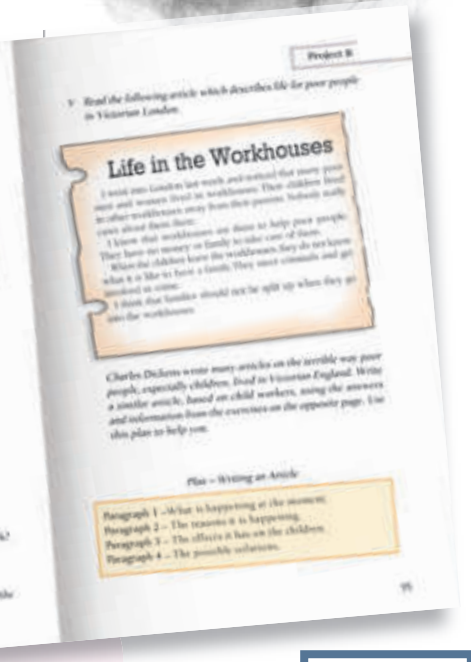 Project B
V Read the following article which describes life for poor people
in Victorian London.
Life in the Workhouses
I went into London last week and noticed that many poor
men and women lived in workhouses. Their children lived
in other workhouses away from their parents. Nobody really
cares about them there.
I know that workhouses are there to help poor people.
They have no money or family to take care of them.
When the children leave the workhouses, they do not know
what it is like to have a family. They meet criminals and get
involved in crime.
I think that families should not be split up when they go
into the workhouses.
Charles Dickens wrote many articles on the terrible way poor
people, especially children, lived in Victorian England. Write
a similar article, based on child workers, using the answers
and information from the exercises on the opposite page. Use
this plan to help you.
Plan – Writing an Article
Paragraph 1 – What is happening at the moment.
Paragraph 2 – The reasons it is happening.
Paragraph 3 – The effects it has on the children.
Paragraph 4 – The possible solutions.